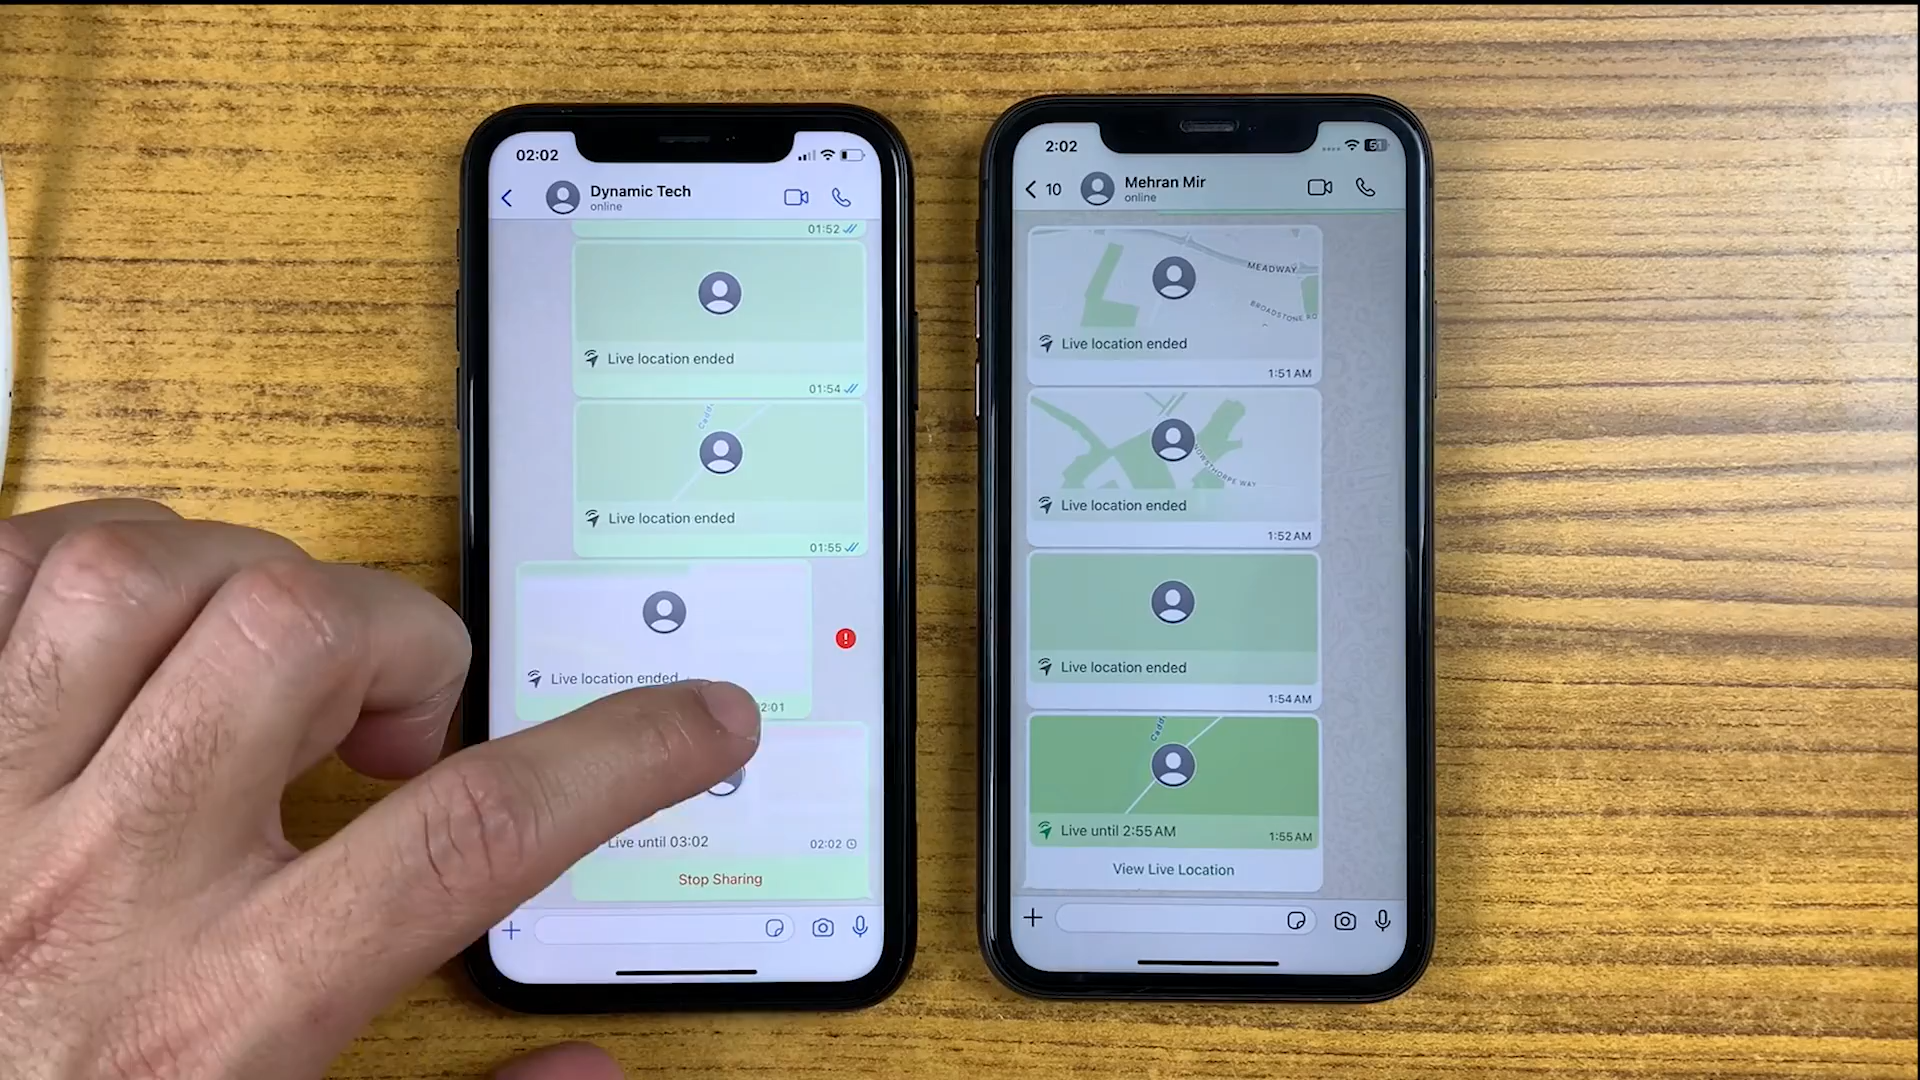 02:02
Dynamic Tech
online
01:52
Live location ended
01:54
Live location ended
01:55
Live location ended
2:01
Live until 03:02
02:02
Stop Sharing
2:02
51
10
Mehran Mir
online
MEADWAY
BROADSTONE RD
Live location ended
1:51 AM
Live location ended
1:52 AM
Live location ended
1:54 AM
Live until 2:55 AM
1:55 AM
View Live Location